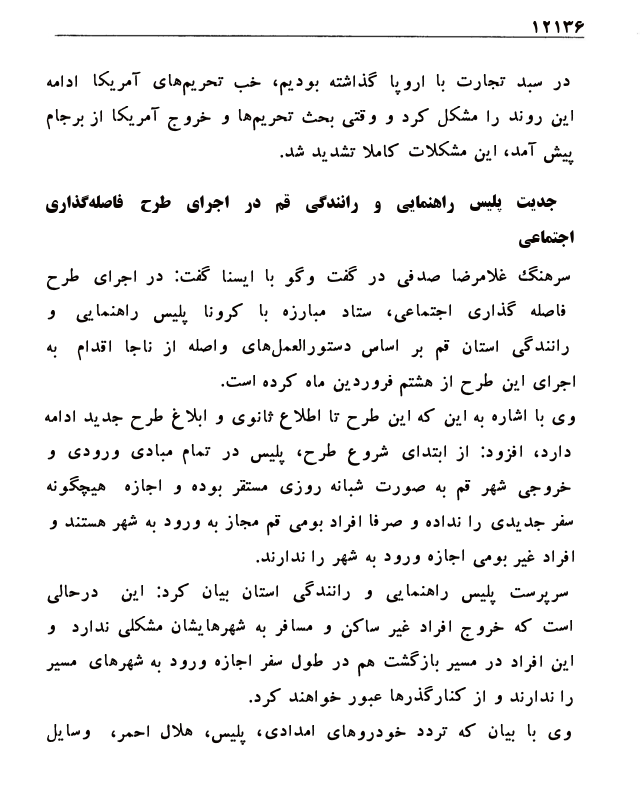 ۱۲۱۳۶
در سبد تجارت با اروپا گذاشته بودیم، خب تحریم‌های آمریکا ادامه
این روند را مشکل کرد و وقتی بحث تحریم‌ها و خروج آمریکا از برجام
پیش آمد، این مشکلات کاملا تشدید شد.
جدیت پلیس راهنمایی و رانندگی قم در اجرای طرح فاصله‌گذاری
اجتماعی
سرهنگ غلامرضا صدفی در گفت وگو با ایسنا گفت: در اجرای طرح
فاصله گذاری اجتماعی، ستاد مبارزه با کرونا پلیس راهنمایی و
رانندگی استان قم بر اساس دستورالعمل‌های واصله از ناجا اقدام به
اجرای این طرح از هشتم فروردین ماه کرده است.
وی با اشاره به این که این طرح تا اطلاع ثانوی و ابلاغ طرح جدید ادامه
دارد، افزود: از ابتدای شروع طرح، پلیس در تمام مبادی ورودی و
خروجی شهر قم به صورت شبانه روزی مستقر بوده و اجازه هیچگونه
سفر جدیدی را نداده و صرفا افراد بومی قم مجاز به ورود به شهر هستند و
افراد غیر بومی اجازه ورود به شهر را ندارند.
سرپرست پلیس راهنمایی و رانندگی استان بیان کرد: این درحالی
است که خروج افراد غیر ساکن و مسافر به شهرهایشان مشکلی ندارد و
این افراد در مسیر بازگشت هم در طول سفر اجازه ورود به شهرهای مسیر
را ندارند و از کنارگذرها عبور خواهند کرد.
وی با بیان که تردد خودروهای امدادی، پلیس، هلال احمر، وسایل